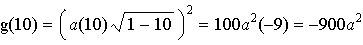 g(10) = (a(10)√(1−10))² = 100a²(−9) = −900a²